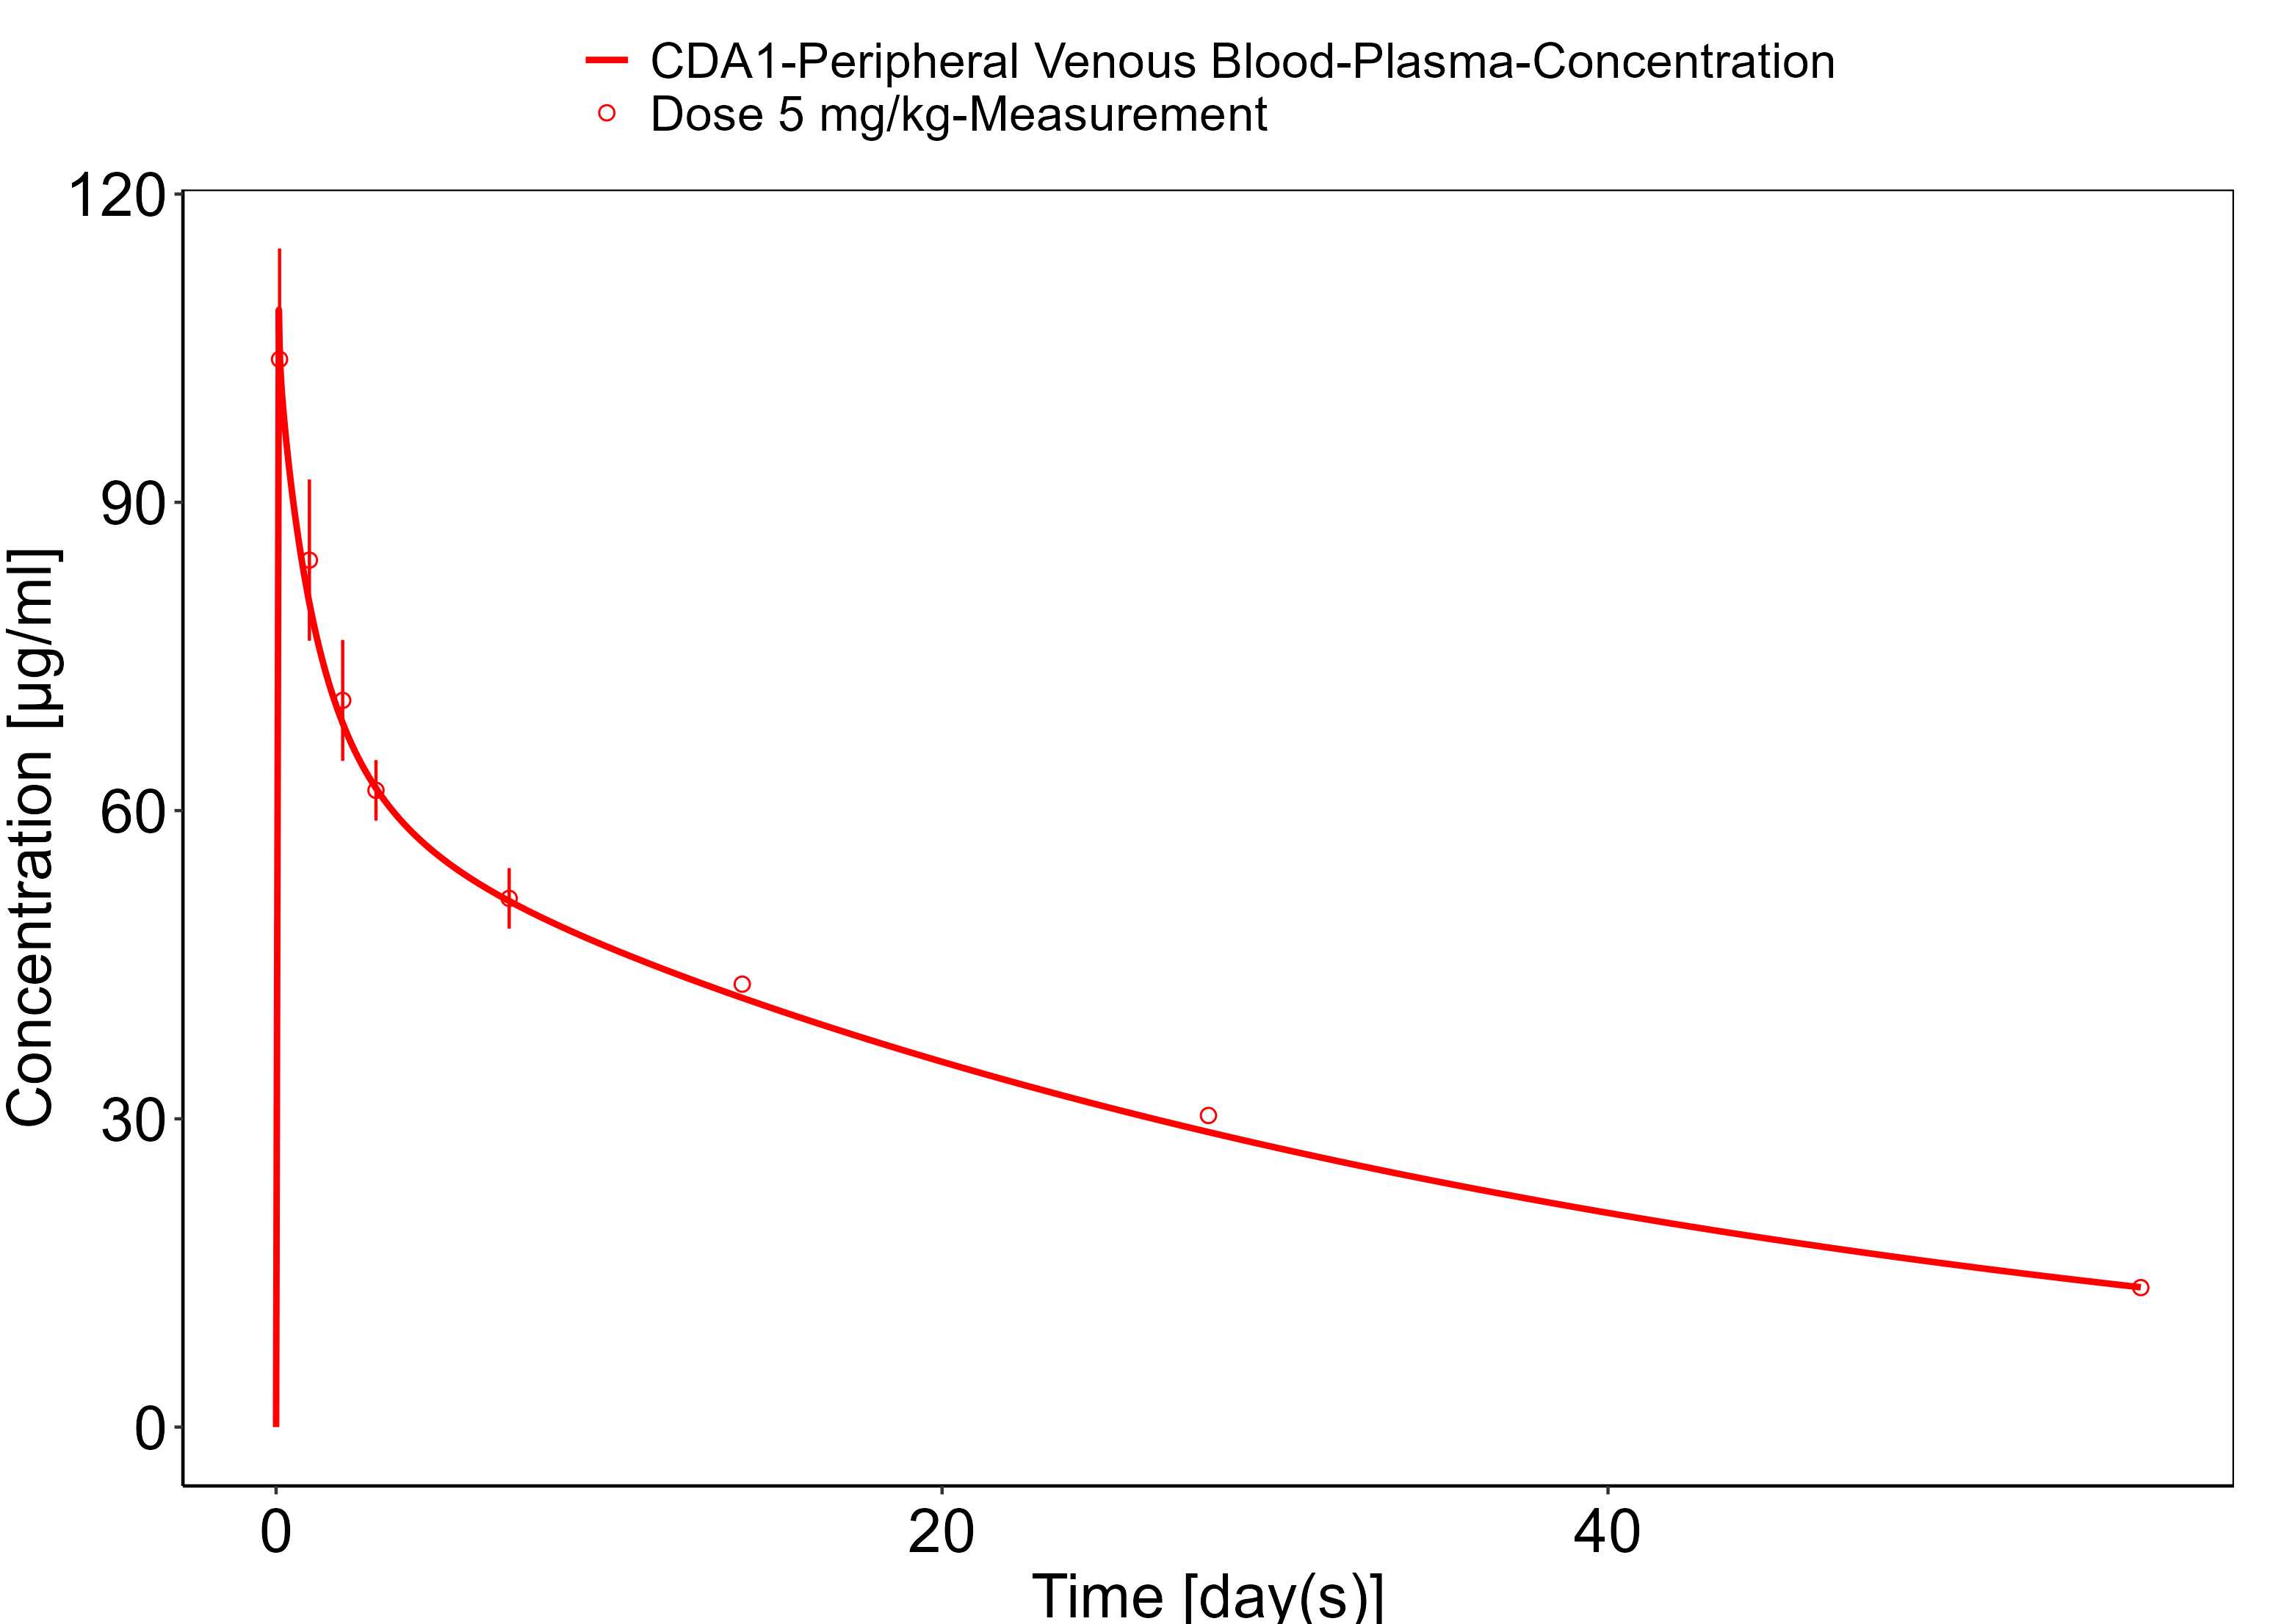 CDA1-Peripheral Venous Blood-Plasma-Concentration
Dose 5 mg/kg-Measurement
120
90
60
30
0
Concentration [µg/ml]
0 20 40
Time [day(s)]